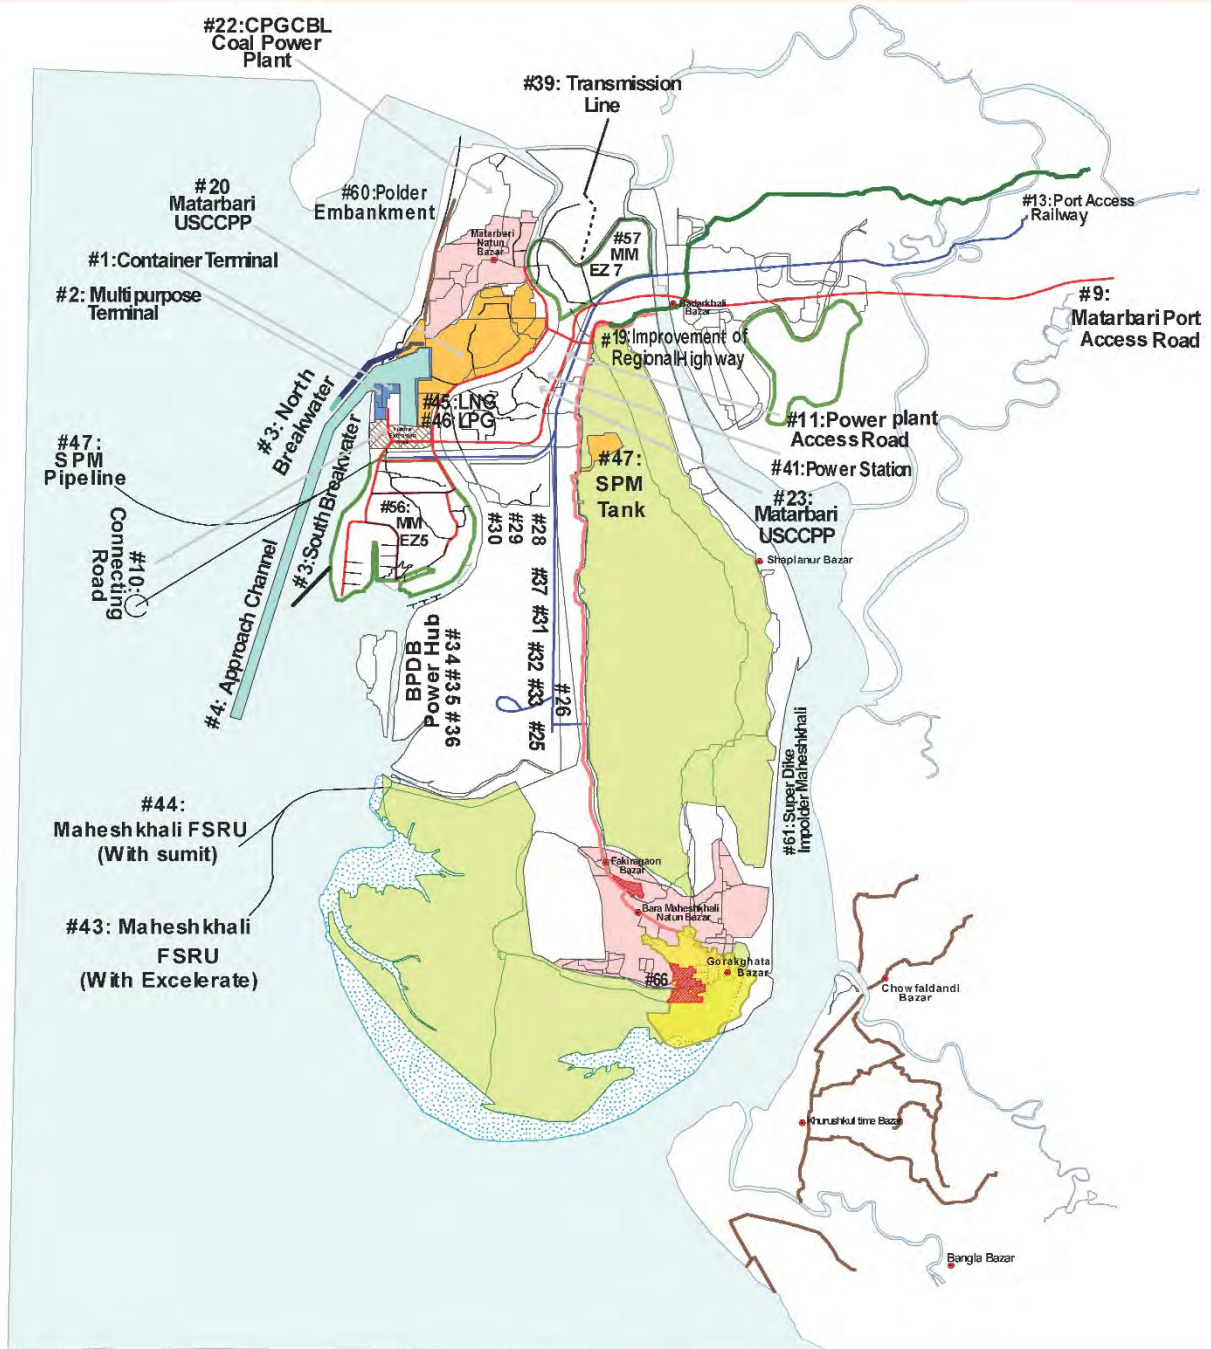 #22:CPGCBL
Coal Power
Plant
#39: Transmission
Line
#20
Matarbari
USCCPP
#60:Polder
Embankment
#13:Port Access
Railway
Matarbari
Natun
Bazar
#57
MM
EZ 7
#1:Container Terminal
#2: Multipurpose
Terminal
#9:
Matarbari Port
Access Road
Badarkhali
Bazar
#19:Improvement of
Regional Highway
#3: North
Breakwater
#45:LNG
#46:LPG
#11:Power plant
Access Road
#41:Power Station
#47:
SPM
Pipeline
#47:
SPM
Tank
#23:
Matarbari
USCCPP
#3:South Breakwater
#56:
MM
EZ5
#30
#29
#28
#10:
Connecting
Road
Shaplanur Bazar
#4: Approach Channel
#37
#31
#32
#33
#25
#26
BPDB
Power Hub
#34 #35 #36
#61:Super Dike
Impolder Maheshkhali
#44:
Maheshkhali FSRU
(With sumit)
#43: Maheshkhali
FSRU
(With Excelerate)
Fakiragaon
Bazar
Bara Maheshkhali
Natun Bazar
Gorakghata
Bazar
#66
Chowfaldandi
Bazar
Khurushkul time Bazar
Bangla Bazar